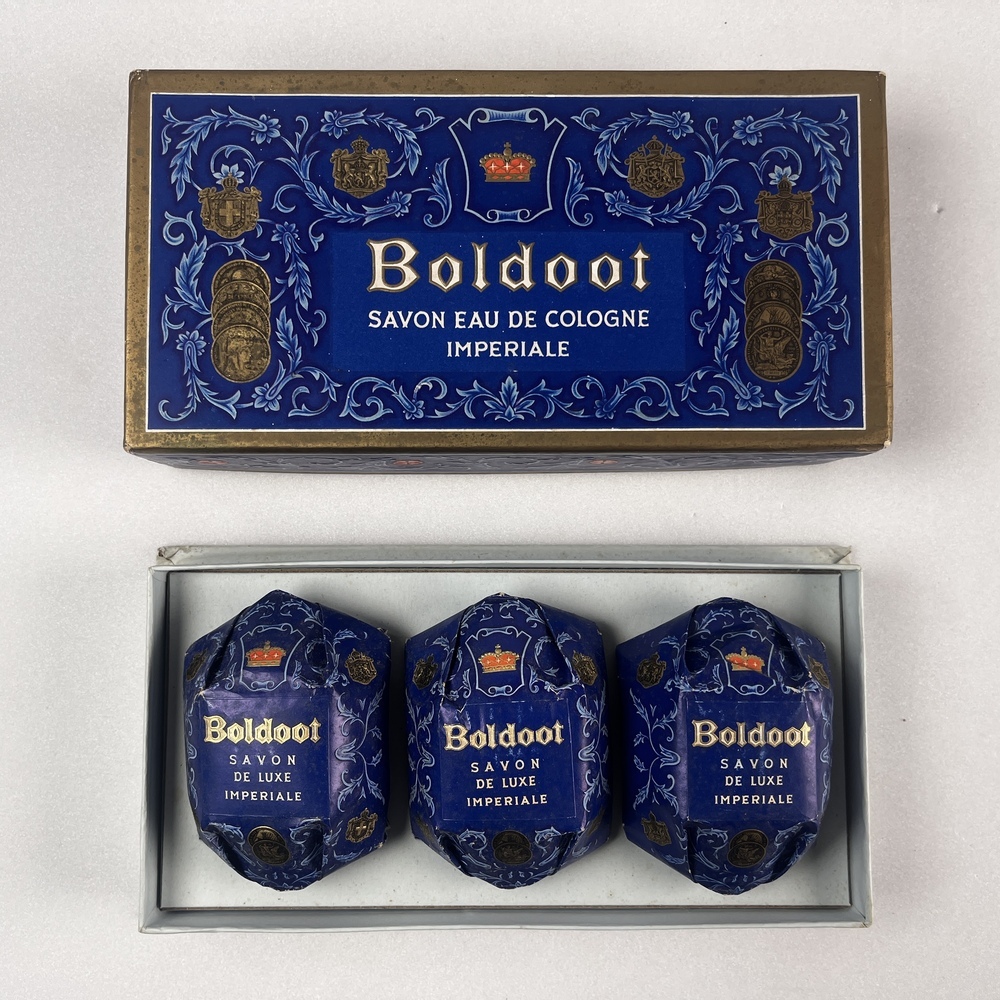 Boldoot
SAVON EAU DE COLOGNE
IMPERIALE
Boldoot
SAVON
DE LUXE
IMPERIALE
Boldoot
SAVON
DE LUXE
IMPERIALE
Boldoot
SAVON
DE LUXE
IMPERIALE